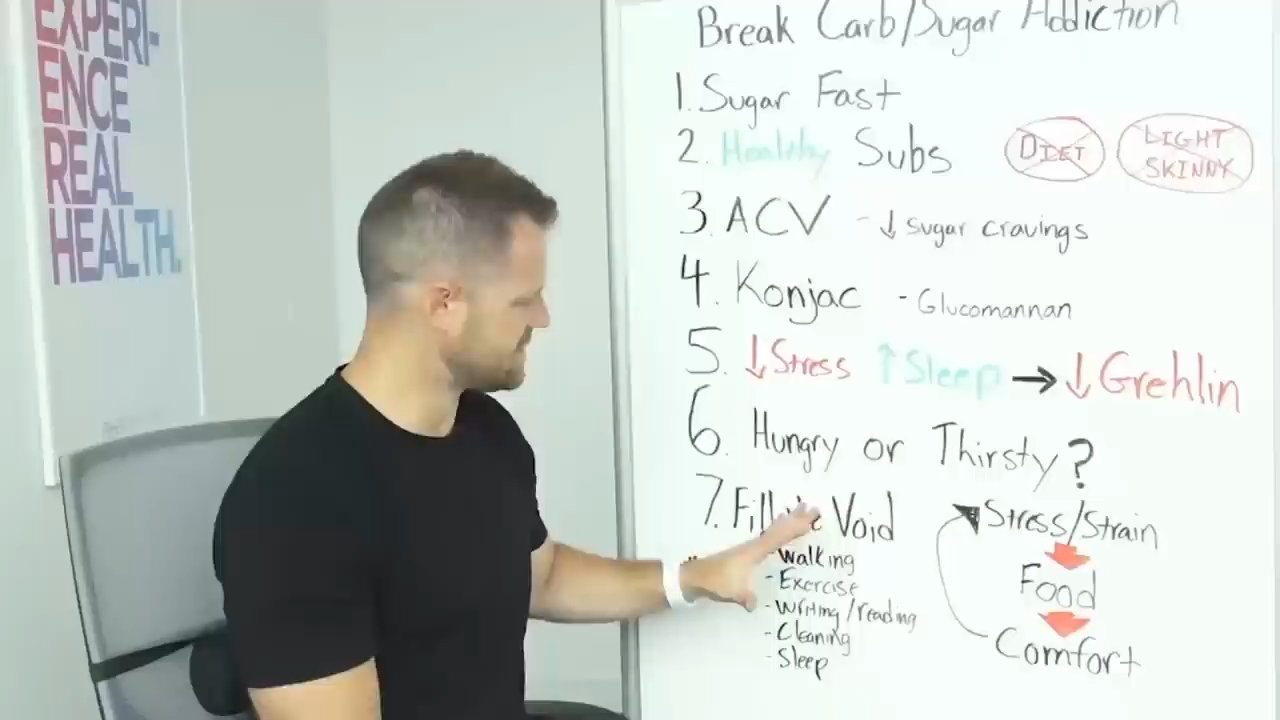 EXPERI-
ENCE
REAL
HEALTH.
Break Carb/Sugar Addiction
1. Sugar Fast
2. Healthy Subs DIET LIGHT SKINNY
3. ACV - ↓ sugar cravings
4. Konjac - Glucomannan
5. ↓ Stress ↑ Sleep → ↓ Grehlin
6. Hungry or Thirsty?
7. Fill Void
- Walking
- Exercise
- Writing/reading
- Cleaning
- Sleep
Stress/Strain
Food
Comfort